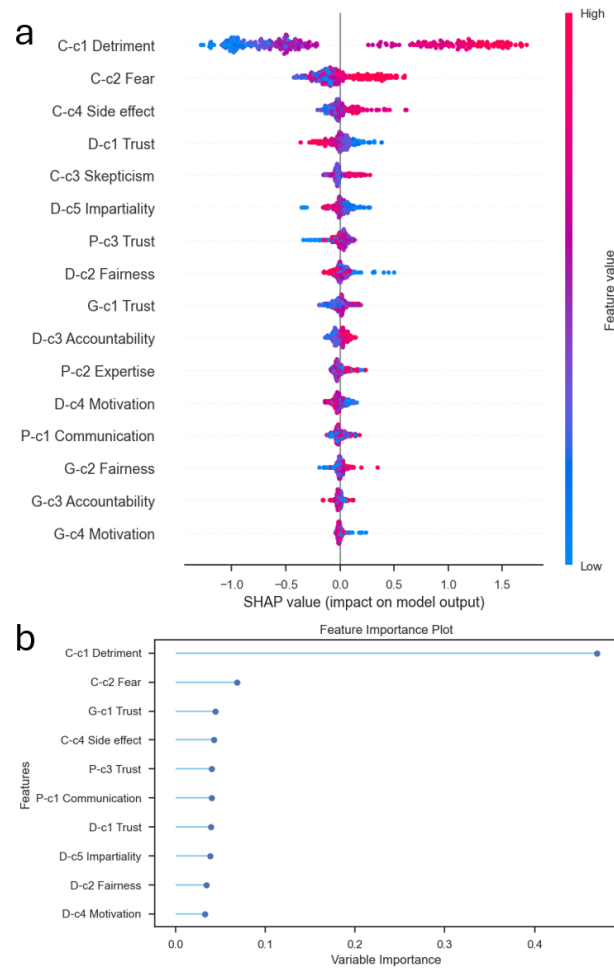 a
High
C-c1 Detriment
C-c2 Fear
C-c4 Side effect
D-c1 Trust
C-c3 Skepticism
D-c5 Impartiality
P-c3 Trust
D-c2 Fairness
G-c1 Trust
D-c3 Accountability
P-c2 Expertise
D-c4 Motivation
P-c1 Communication
G-c2 Fairness
G-c3 Accountability
G-c4 Motivation
Feature value
Low
−1.0 −0.5 0.0 0.5 1.0 1.5
SHAP value (impact on model output)
b
Feature Importance Plot
C-c1 Detriment
C-c2 Fear
G-c1 Trust
C-c4 Side effect
P-c3 Trust
P-c1 Communication
D-c1 Trust
D-c5 Impartiality
D-c2 Fairness
D-c4 Motivation
Features
0.0 0.1 0.2 0.3 0.4
Variable Importance